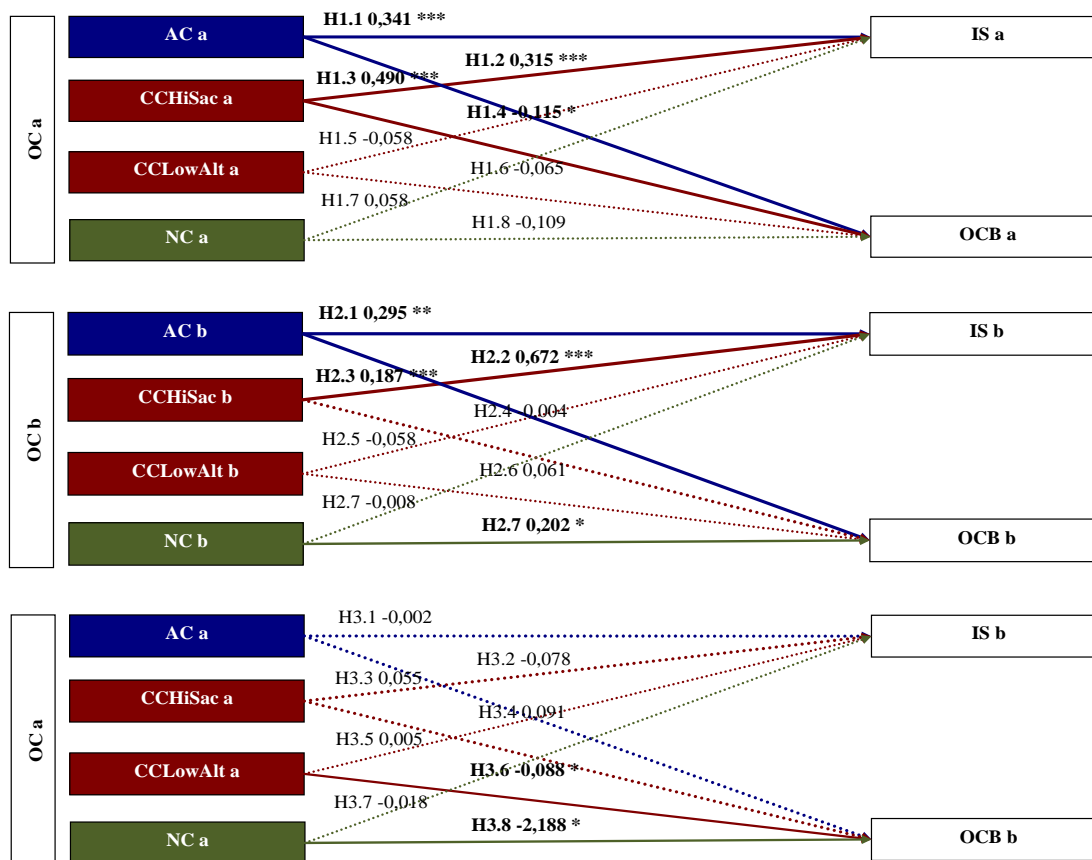 OC a
AC a
CCHiSac a
CCLowAlt a
NC a
H1.1 0,341 ***
H1.2 0,315 ***
H1.3 0,490 ***
H1.4 -0,115 *
H1.5 -0,058
H1.6 -0,065
H1.7 0,058
H1.8 -0,109
IS a
OCB a
OC b
AC b
CCHiSac b
CCLowAlt b
NC b
H2.1 0,295 **
H2.2 0,672 ***
H2.3 0,187 ***
H2.4 -0,004
H2.5 -0,058
H2.6 0,061
H2.7 -0,008
H2.7 0,202 *
IS b
OCB b
OC a
AC a
CCHiSac a
CCLowAlt a
NC a
H3.1 -0,002
H3.2 -0,078
H3.3 0,055
H3.4 0,091
H3.5 0,005
H3.6 -0,088 *
H3.7 -0,018
H3.8 -2,188 *
IS b
OCB b